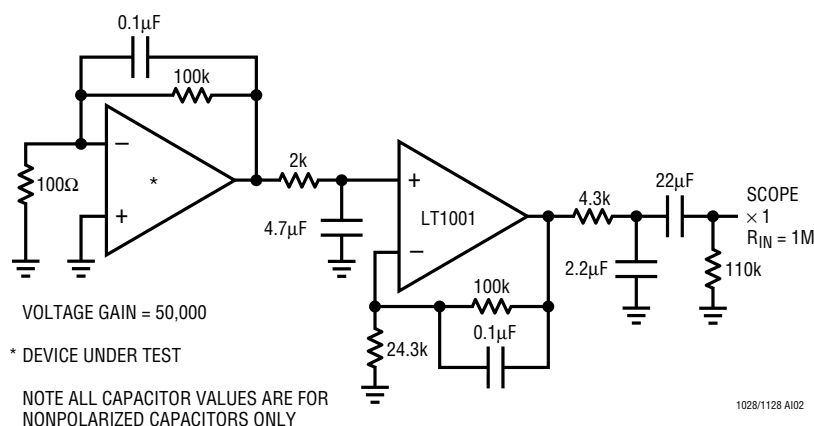 0.1μF
100k
100Ω
−
+
*
2k
4.7μF
+
−
LT1001
24.3k
100k
0.1μF
4.3k
2.2μF
22μF
110k
SCOPE
× 1
R_IN = 1M
VOLTAGE GAIN = 50,000
* DEVICE UNDER TEST
NOTE ALL CAPACITOR VALUES ARE FOR
NONPOLARIZED CAPACITORS ONLY
1028/1128 AI02